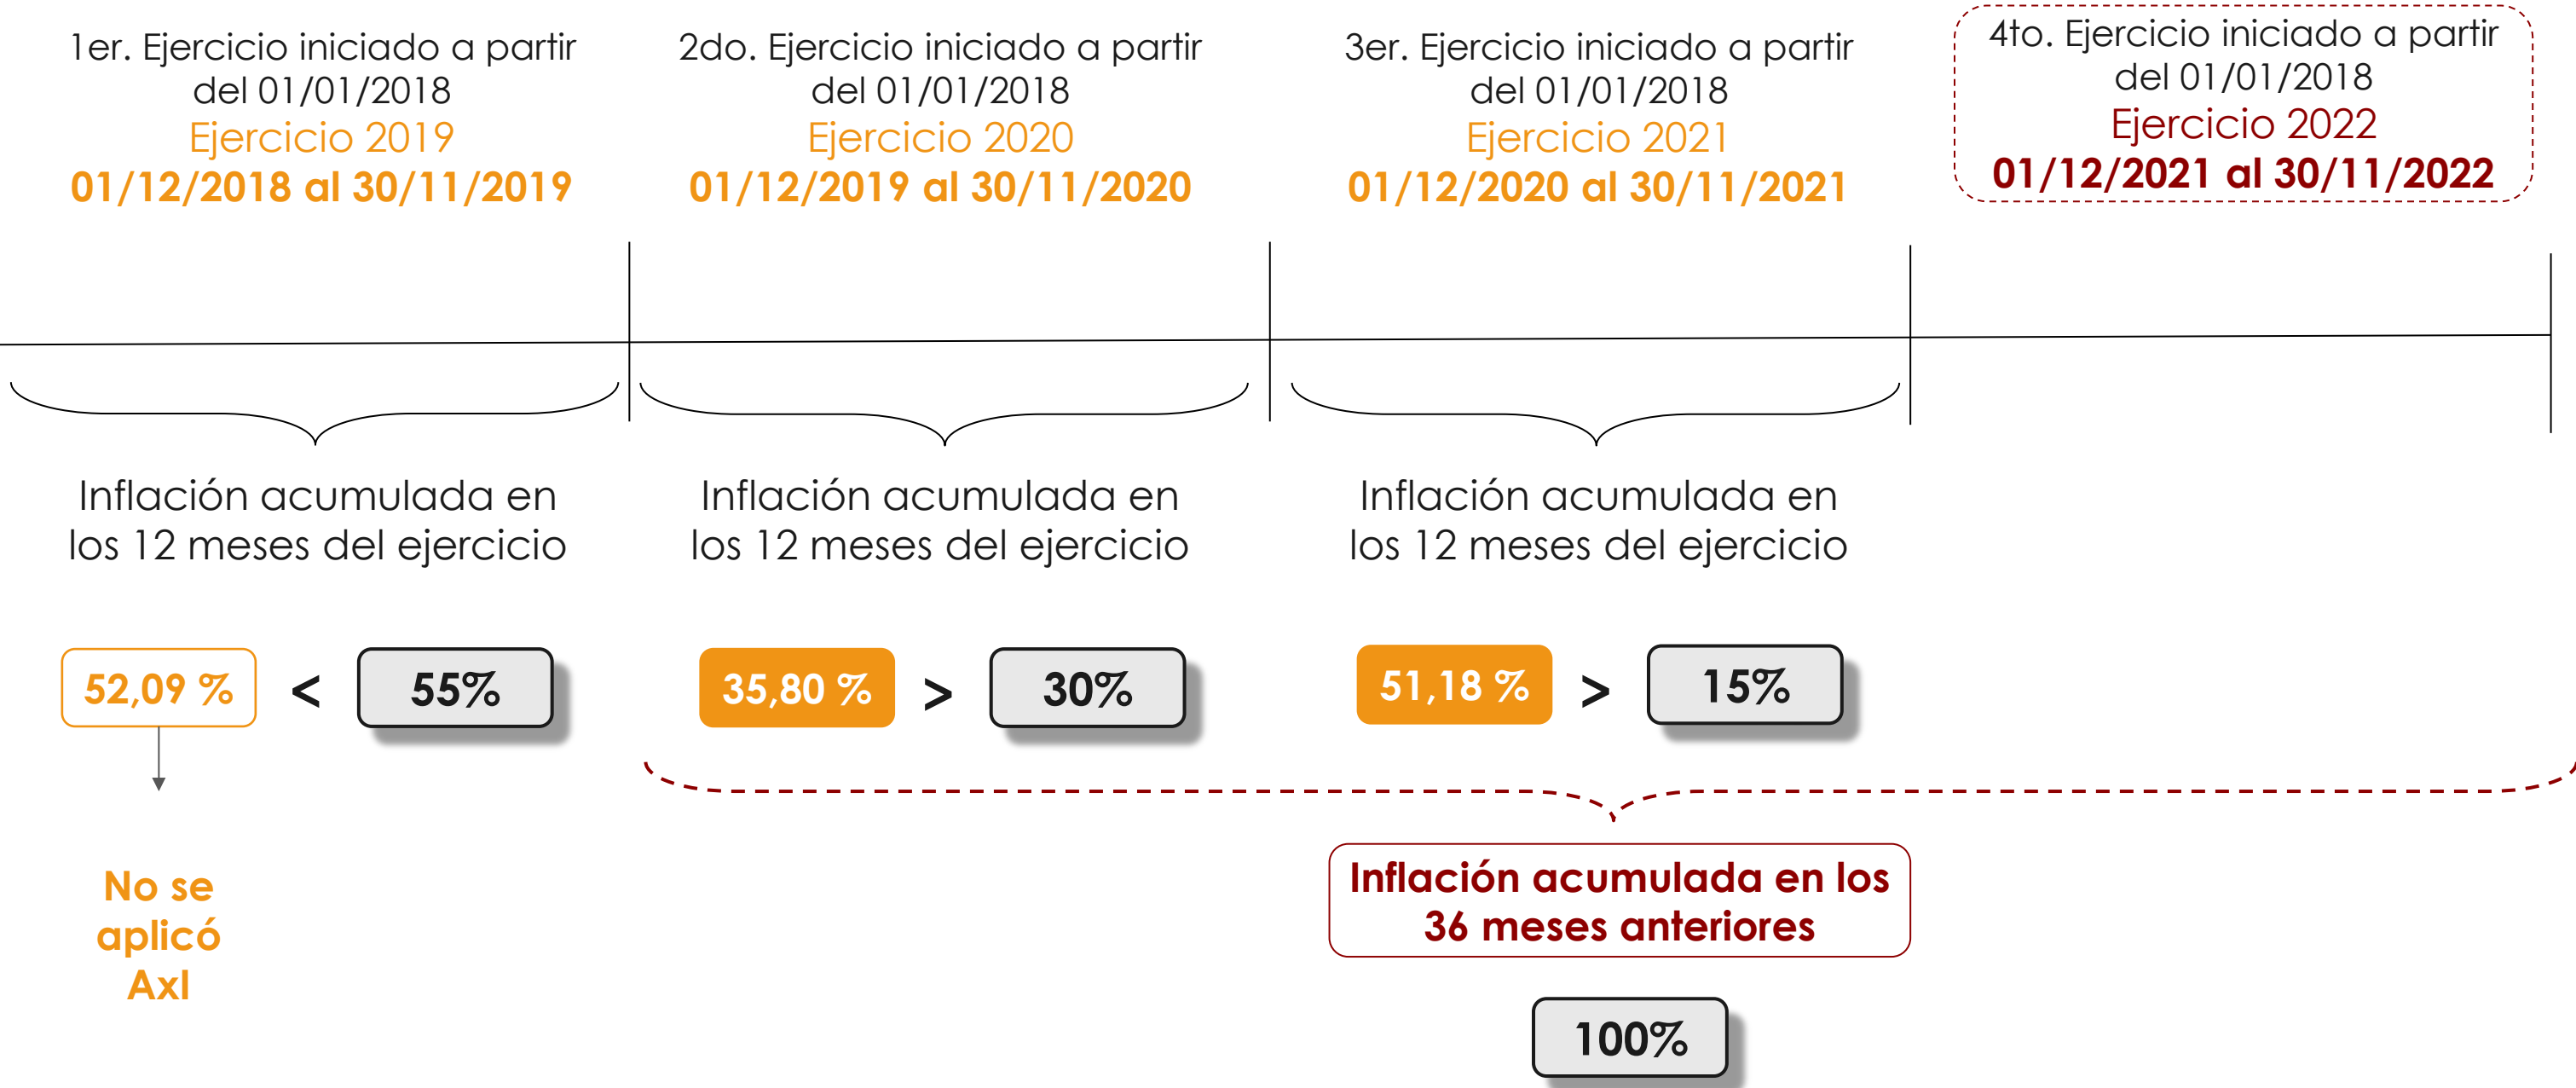 1er. Ejercicio iniciado a partir
del 01/01/2018
Ejercicio 2019
01/12/2018 al 30/11/2019
2do. Ejercicio iniciado a partir
del 01/01/2018
Ejercicio 2020
01/12/2019 al 30/11/2020
3er. Ejercicio iniciado a partir
del 01/01/2018
Ejercicio 2021
01/12/2020 al 30/11/2021
4to. Ejercicio iniciado a partir
del 01/01/2018
Ejercicio 2022
01/12/2021 al 30/11/2022
Inflación acumulada en
los 12 meses del ejercicio
Inflación acumulada en
los 12 meses del ejercicio
Inflación acumulada en
los 12 meses del ejercicio
52,09 % < 55%
35,80 % > 30%
51,18 % > 15%
No se
aplicó
AxI
Inflación acumulada en los
36 meses anteriores
100%